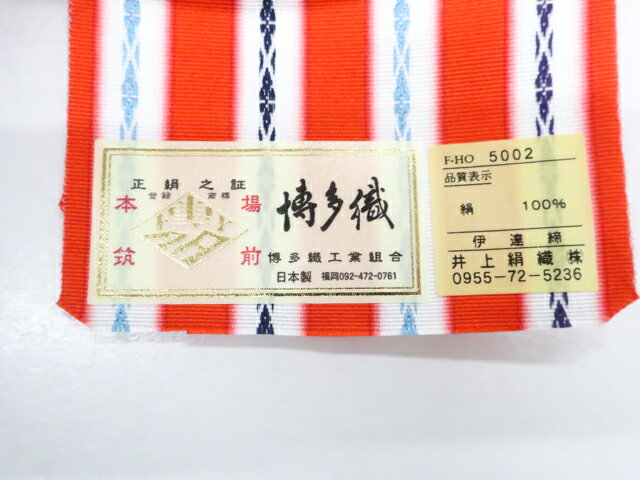 正絹之証
登録 商標
本場
筑前
博多
博多織
博多織工業組合
日本製 福岡092-472-0761
F-HO 5002
品質表示
絹 100%
伊達締
井上絹織㈱
0955-72-5236